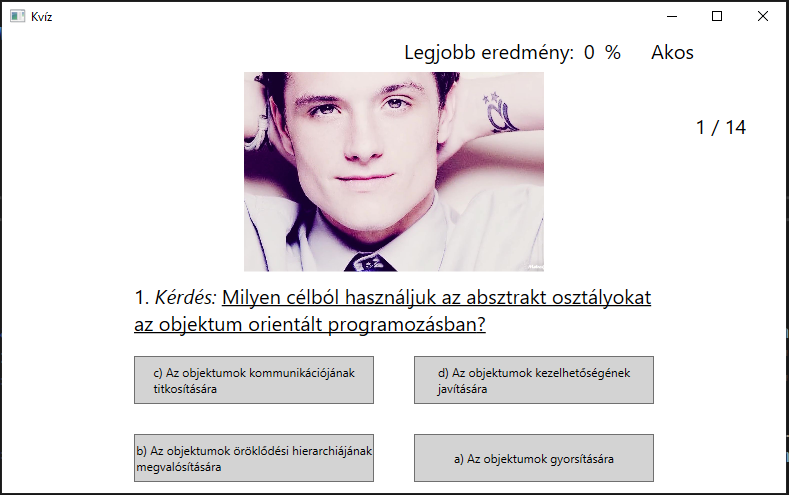 Kvíz
Legjobb eredmény: 0 % Akos
1 / 14
1. Kérdés: Milyen célból használjuk az absztrakt osztályokat
az objektum orientált programozásban?
c) Az objektumok kommunikációjának
titkosítására
d) Az objektumok kezelhetőségének
javítására
b) Az objektumok öröklődési hierarchiájának
megvalósítására
a) Az objektumok gyorsítására